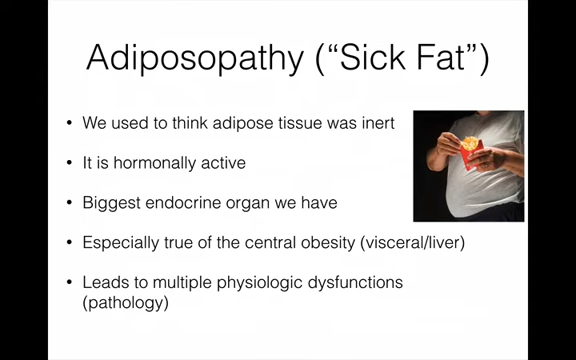 Adiposopathy (“Sick Fat”)
• We used to think adipose tissue was inert
• It is hormonally active
• Biggest endocrine organ we have
• Especially true of the central obesity (visceral/liver)
• Leads to multiple physiologic dysfunctions
(pathology)